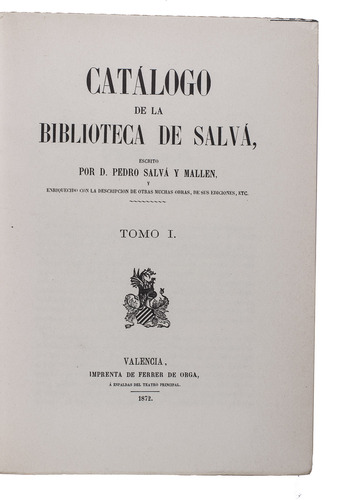 CATÁLOGO
DE LA
BIBLIOTECA DE SALVÁ,
ESCRITO
POR D. PEDRO SALVÁ Y MALLEN,
Y
ENRIQUECIDO CON LA DESCRIPCION DE OTRAS MUCHAS OBRAS, DE SUS EDICIONES, ETC.
TOMO I.
VALENCIA,
IMPRENTA DE FERRER DE ORGA,
Á ESPALDAS DEL TEATRO PRINCIPAL.
1872.